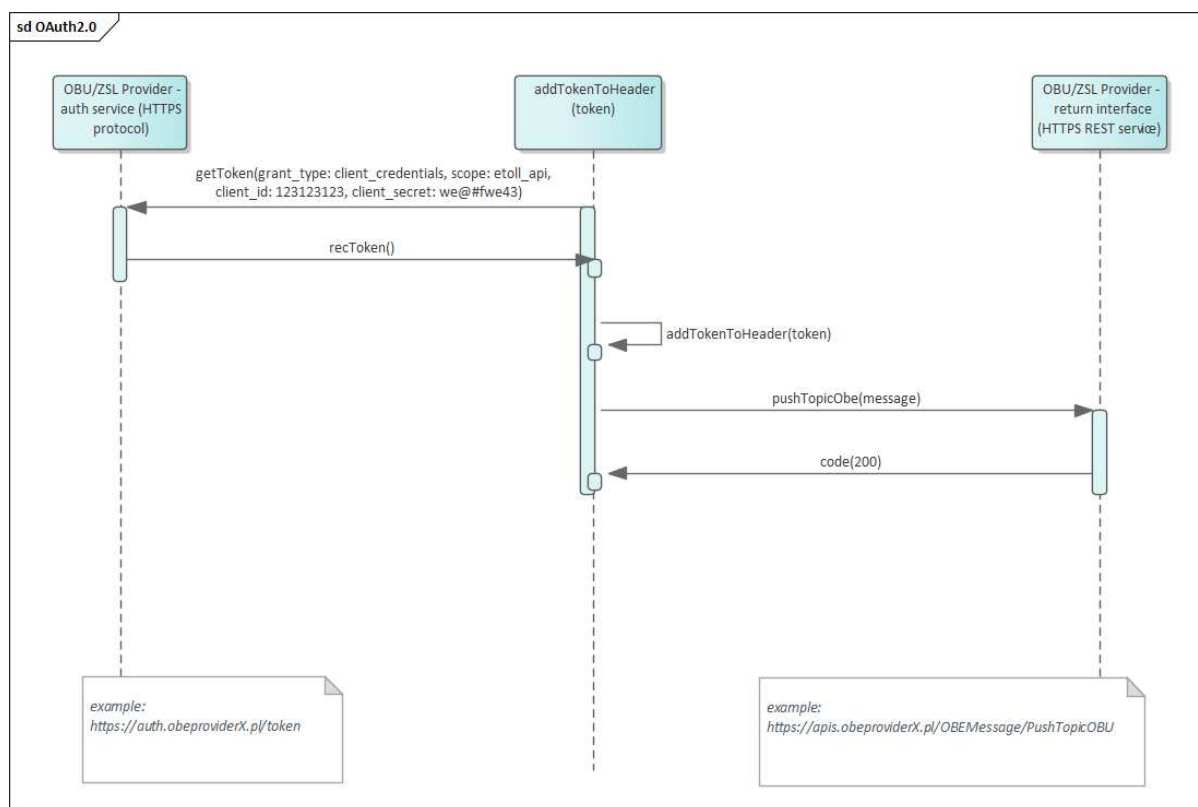 sd OAuth2.0
OBU/ZSL Provider -
auth service (HTTPS
protocol)
addTokenToHeader
(token)
OBU/ZSL Provider -
return interface
(HTTPS REST service)
getToken(grant_type: client_credentials, scope: etoll_api,
client_id: 123123123, client_secret: we@#fwe43)
recToken()
addTokenToHeader(token)
pushTopicObe(message)
code(200)
example:
https://auth.obeproviderX.pl/token
example:
https://apis.obeproviderX.pl/OBEMessage/PushTopicOBU